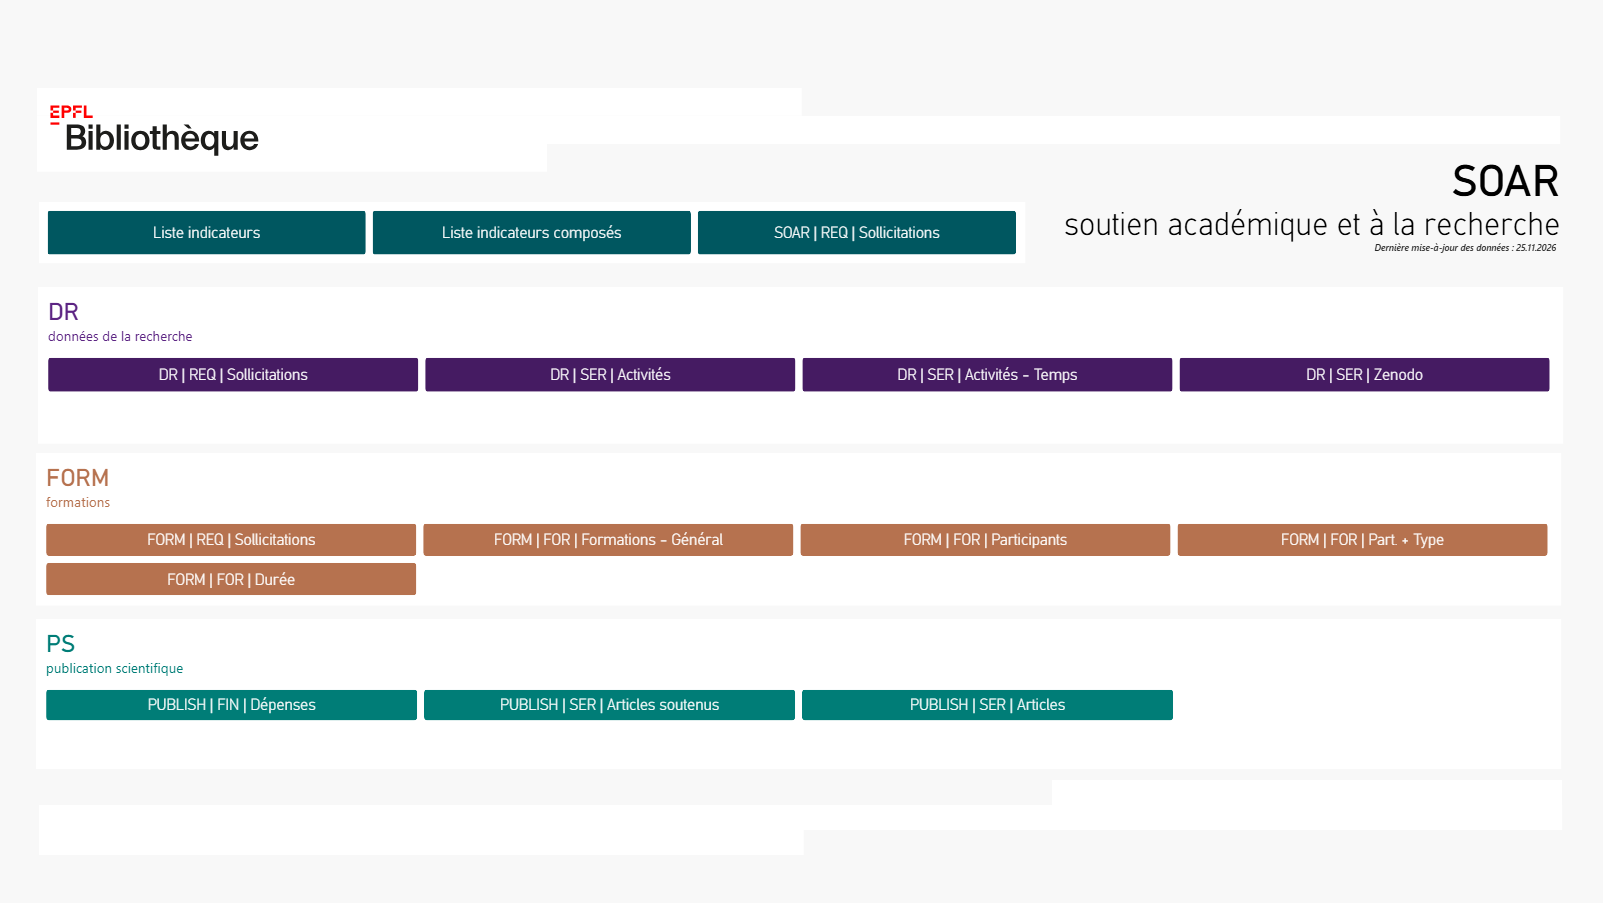 EPFL
Bibliothèque
SOAR
soutien académique et à la recherche
Dernière mise-à-jour des données : 25.11.2026
Liste indicateurs
Liste indicateurs composés
SOAR | REQ | Sollicitations
DR
données de la recherche
DR | REQ | Sollicitations
DR | SER | Activités
DR | SER | Activités - Temps
DR | SER | Zenodo
FORM
formations
FORM | REQ | Sollicitations
FORM | FOR | Formations - Général
FORM | FOR | Participants
FORM | FOR | Part. + Type
FORM | FOR | Durée
PS
publication scientifique
PUBLISH | FIN | Dépenses
PUBLISH | SER | Articles soutenus
PUBLISH | SER | Articles